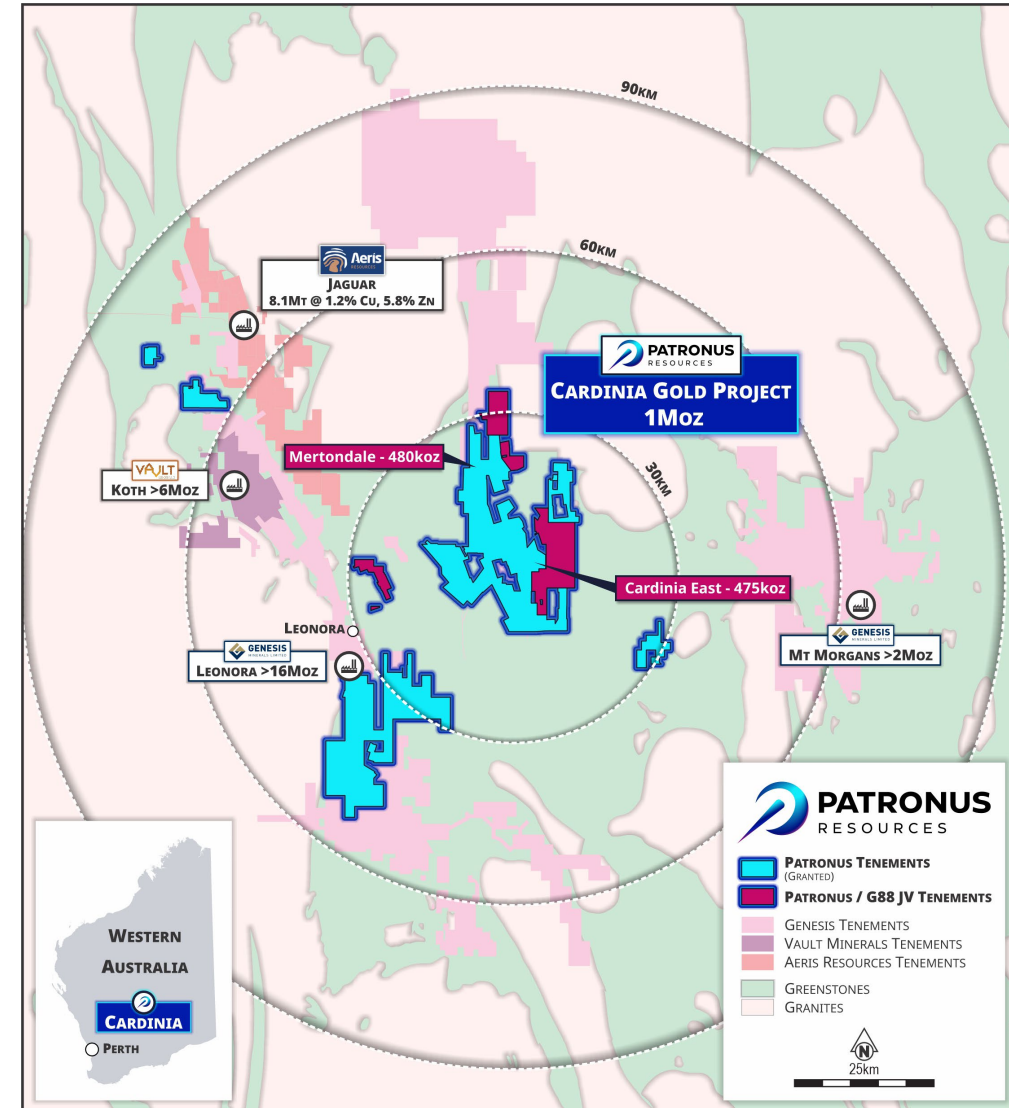 90KM
60KM
30KM
Aeris
RESOURCES
JAGUAR
8.1MT @ 1.2% CU, 5.8% ZN
PATRONUS
RESOURCES
CARDINIA GOLD PROJECT
1MOZ
Mertondale - 480koz
VAULT
KOTH >6MOZ
Cardinia East - 475koz
LEONORA
GENESIS
MINERALS LIMITED
LEONORA >16MOZ
GENESIS
MINERALS LIMITED
MT MORGANS >2MOZ
WESTERN
AUSTRALIA
CARDINIA
PERTH
PATRONUS
RESOURCES
PATRONUS TENEMENTS
(GRANTED)
PATRONUS / G88 JV TENEMENTS
GENESIS TENEMENTS
VAULT MINERALS TENEMENTS
AERIS RESOURCES TENEMENTS
GREENSTONES
GRANITES
N
25km